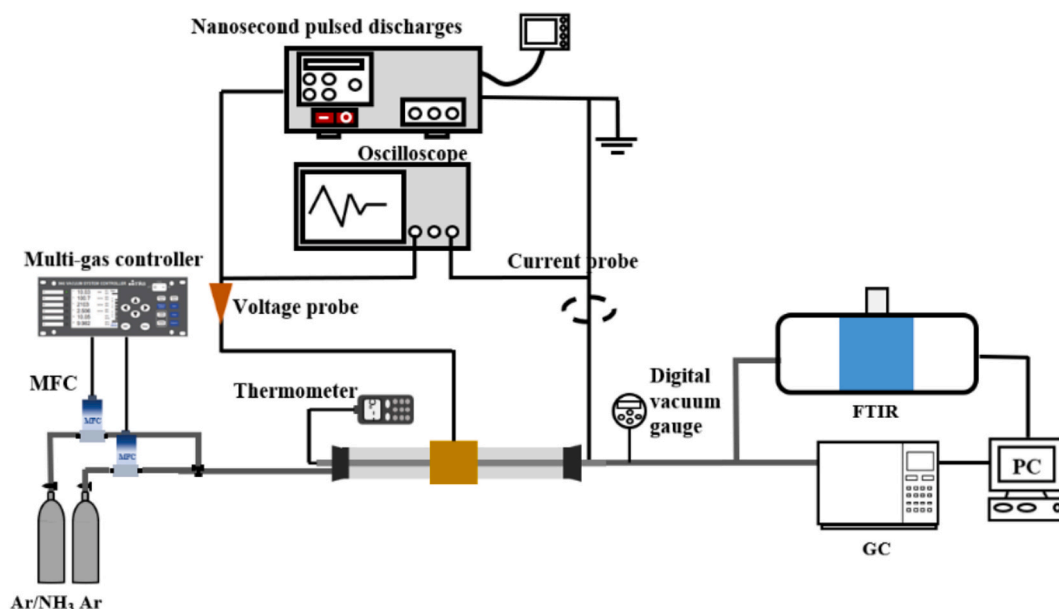 Nanosecond pulsed discharges
Oscilloscope
Multi-gas controller
Current probe
Voltage probe
MFC
Thermometer
Digital
vacuum
gauge
FTIR
MFC
MFC
PC
GC
Ar/NH₃ Ar